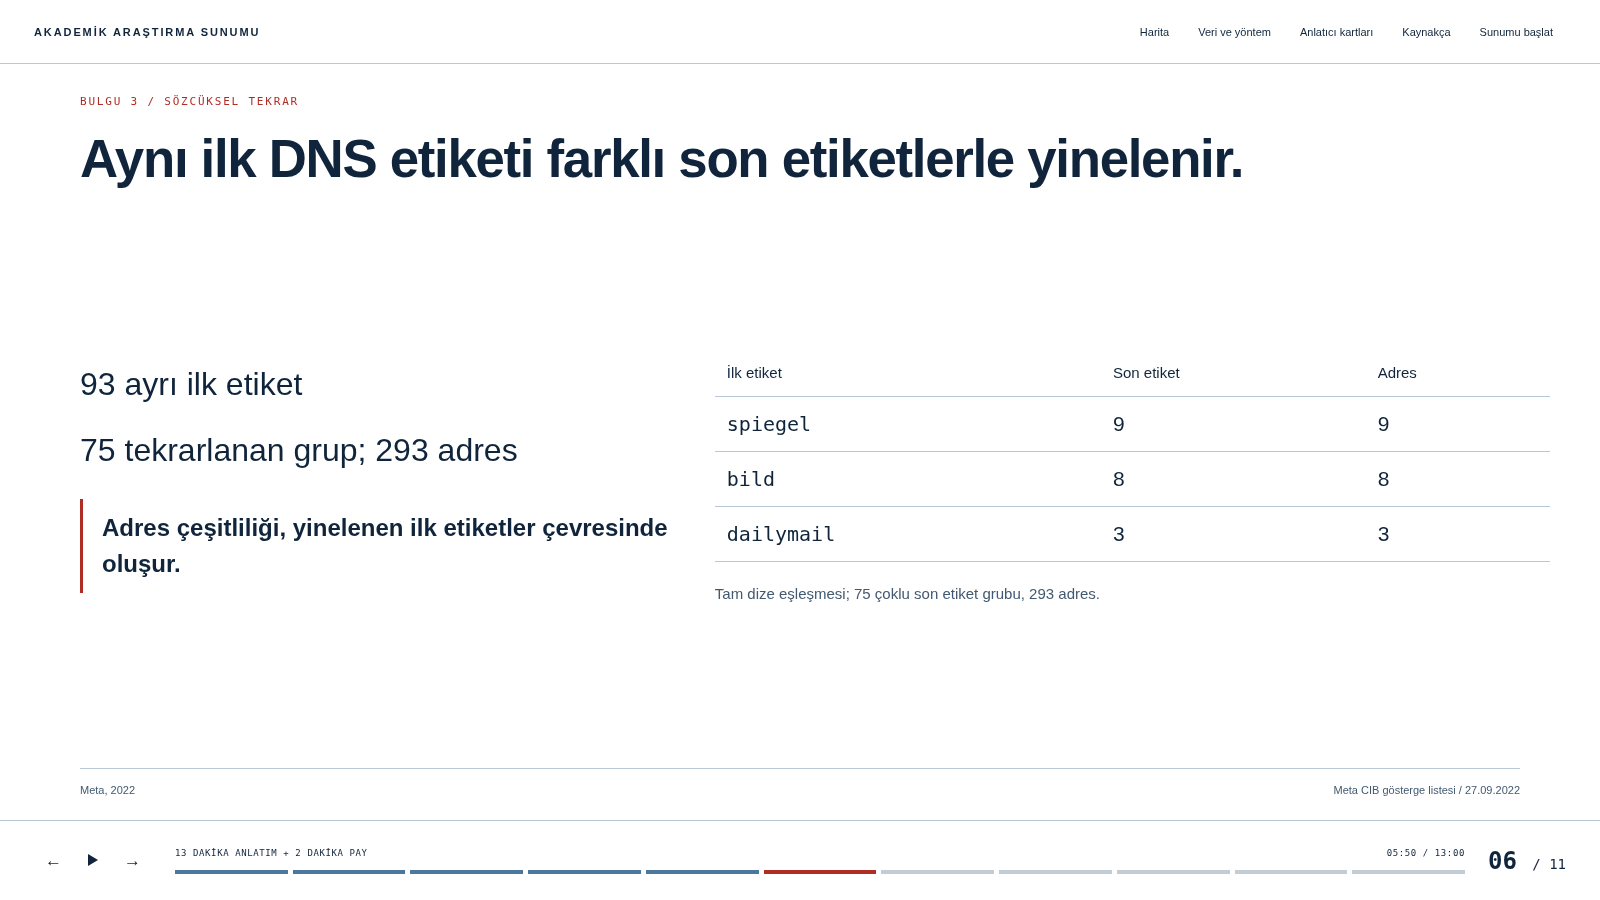 AKADEMİK ARAŞTIRMA SUNUMU
Harita Veri ve yöntem Anlatıcı kartları Kaynakça Sunumu başlat
BULGU 3 / SÖZCÜKSEL TEKRAR
Aynı ilk DNS etiketi farklı son etiketlerle yinelenir.
93 ayrı ilk etiket
75 tekrarlanan grup; 293 adres
Adres çeşitliliği, yinelenen ilk etiketler çevresinde
oluşur.
İlk etiket Son etiket Adres
spiegel 9 9
bild 8 8
dailymail 3 3
Tam dize eşleşmesi; 75 çoklu son etiket grubu, 293 adres.
Meta, 2022
Meta CIB gösterge listesi / 27.09.2022
← → 13 DAKİKA ANLATIM + 2 DAKİKA PAY 05:50 / 13:00 06 / 11